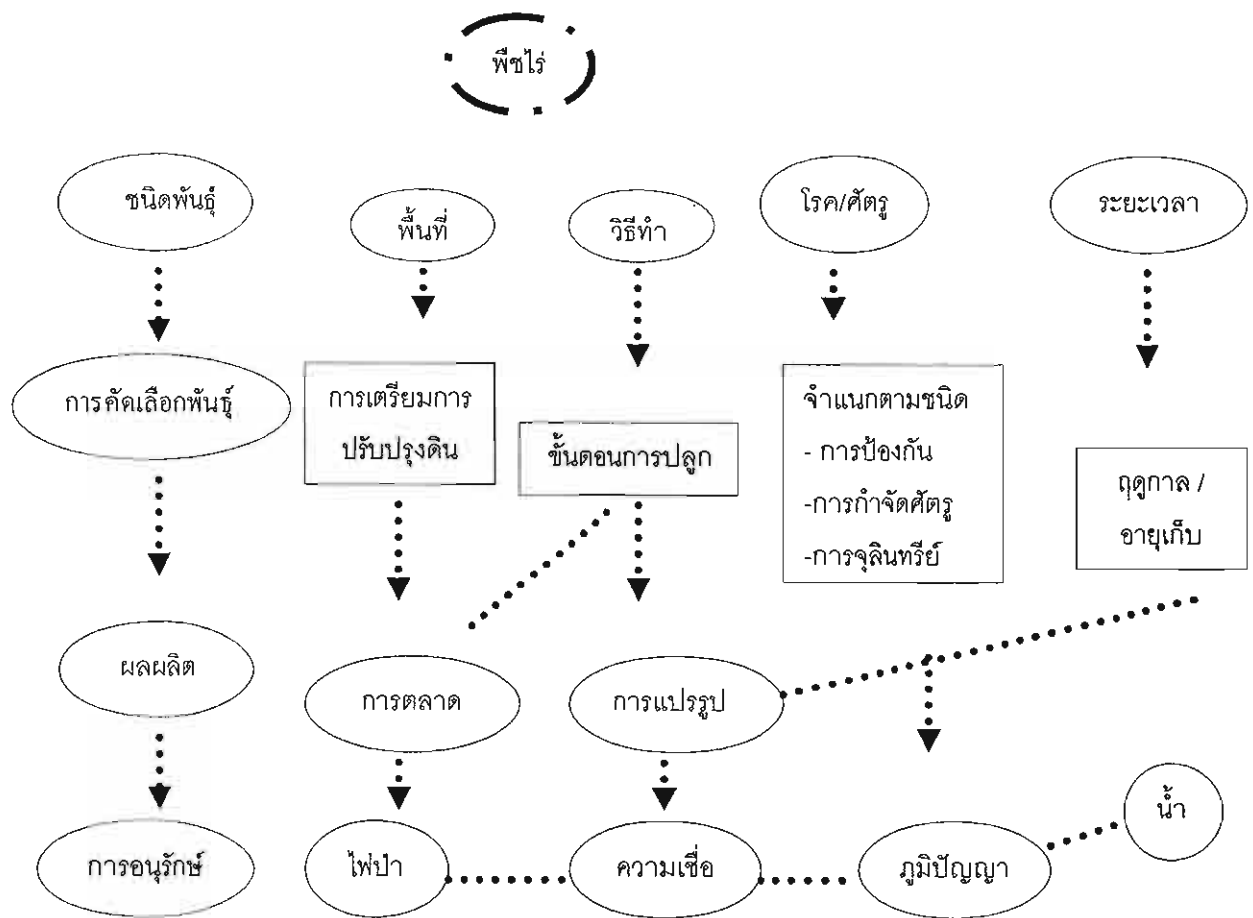 พืชไร่
ชนิดพันธุ์
พื้นที่
วิธีทำ
โรค/ศัตรู
ระยะเวลา
การคัดเลือกพันธุ์
การเตรียมการ
ปรับปรุงดิน
ขั้นตอนการปลูก
จำแนกตามชนิด
- การป้องกัน
-การกำจัดศัตรู
-การจุลินทรีย์
ฤดูกาล /
อายุเก็บ
ผลผลิต
การตลาด
การแปรรูป
น้ำ
การอนุรักษ์
ไฟป่า
ความเชื่อ
ภูมิปัญญา